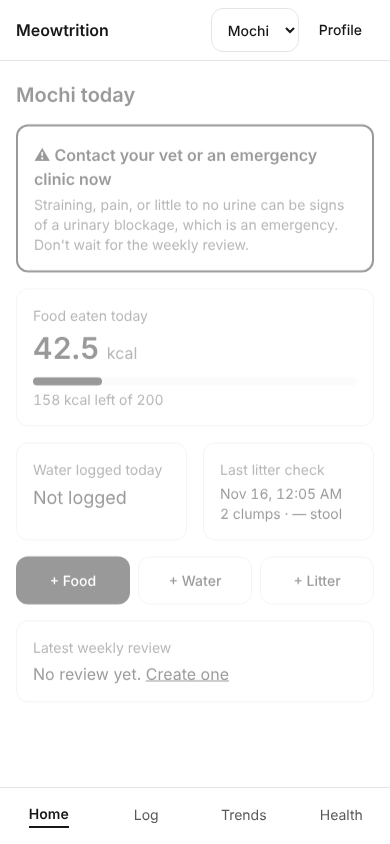 Meowtrition
Mochi
Profile
Mochi today
⚠ Contact your vet or an emergency
clinic now
Straining, pain, or little to no urine can be signs
of a urinary blockage, which is an emergency.
Don't wait for the weekly review.
Food eaten today
42.5 kcal
158 kcal left of 200
Water logged today
Not logged
Last litter check
Nov 16, 12:05 AM
2 clumps · — stool
+ Food
+ Water
+ Litter
Latest weekly review
No review yet. Create one
Home
Log
Trends
Health